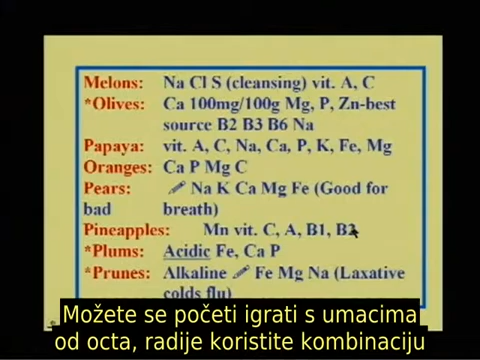 Melons: Na Cl S (cleansing) vit. A, C
*Olives: Ca 100mg/100g Mg, P, Zn-best
source B2 B3 B6 Na
Papaya: vit. A, C, Na, Ca, P, K, Fe, Mg
Oranges: Ca P Mg C
Pears: Na K Ca Mg Fe (Good for
bad breath)
Pineapples: Mn vit. C, A, B1, B2
*Plums: Acidic Fe, Ca P
*Prunes: Alkaline Fe Mg Na (Laxative
colds flu)
Možete se početi igrati s umacima
od octa, radije koristite kombinaciju